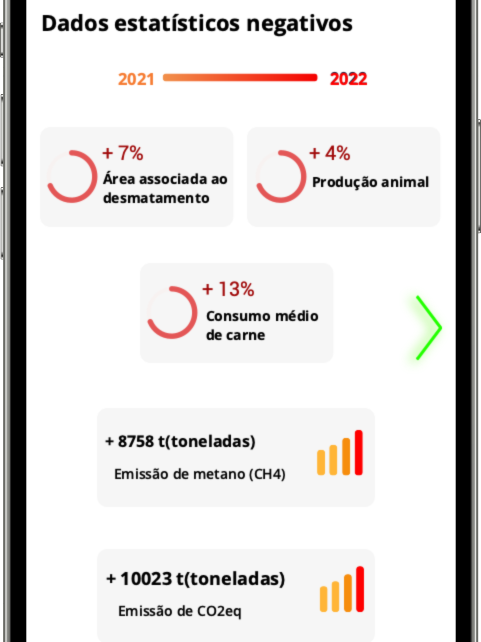 Dados estatísticos negativos
2021
2022
+ 7%
Área associada ao
desmatamento
+ 4%
Produção animal
+ 13%
Consumo médio
de carne
+ 8758 t(toneladas)
Emissão de metano (CH4)
+ 10023 t(toneladas)
Emissão de CO2eq